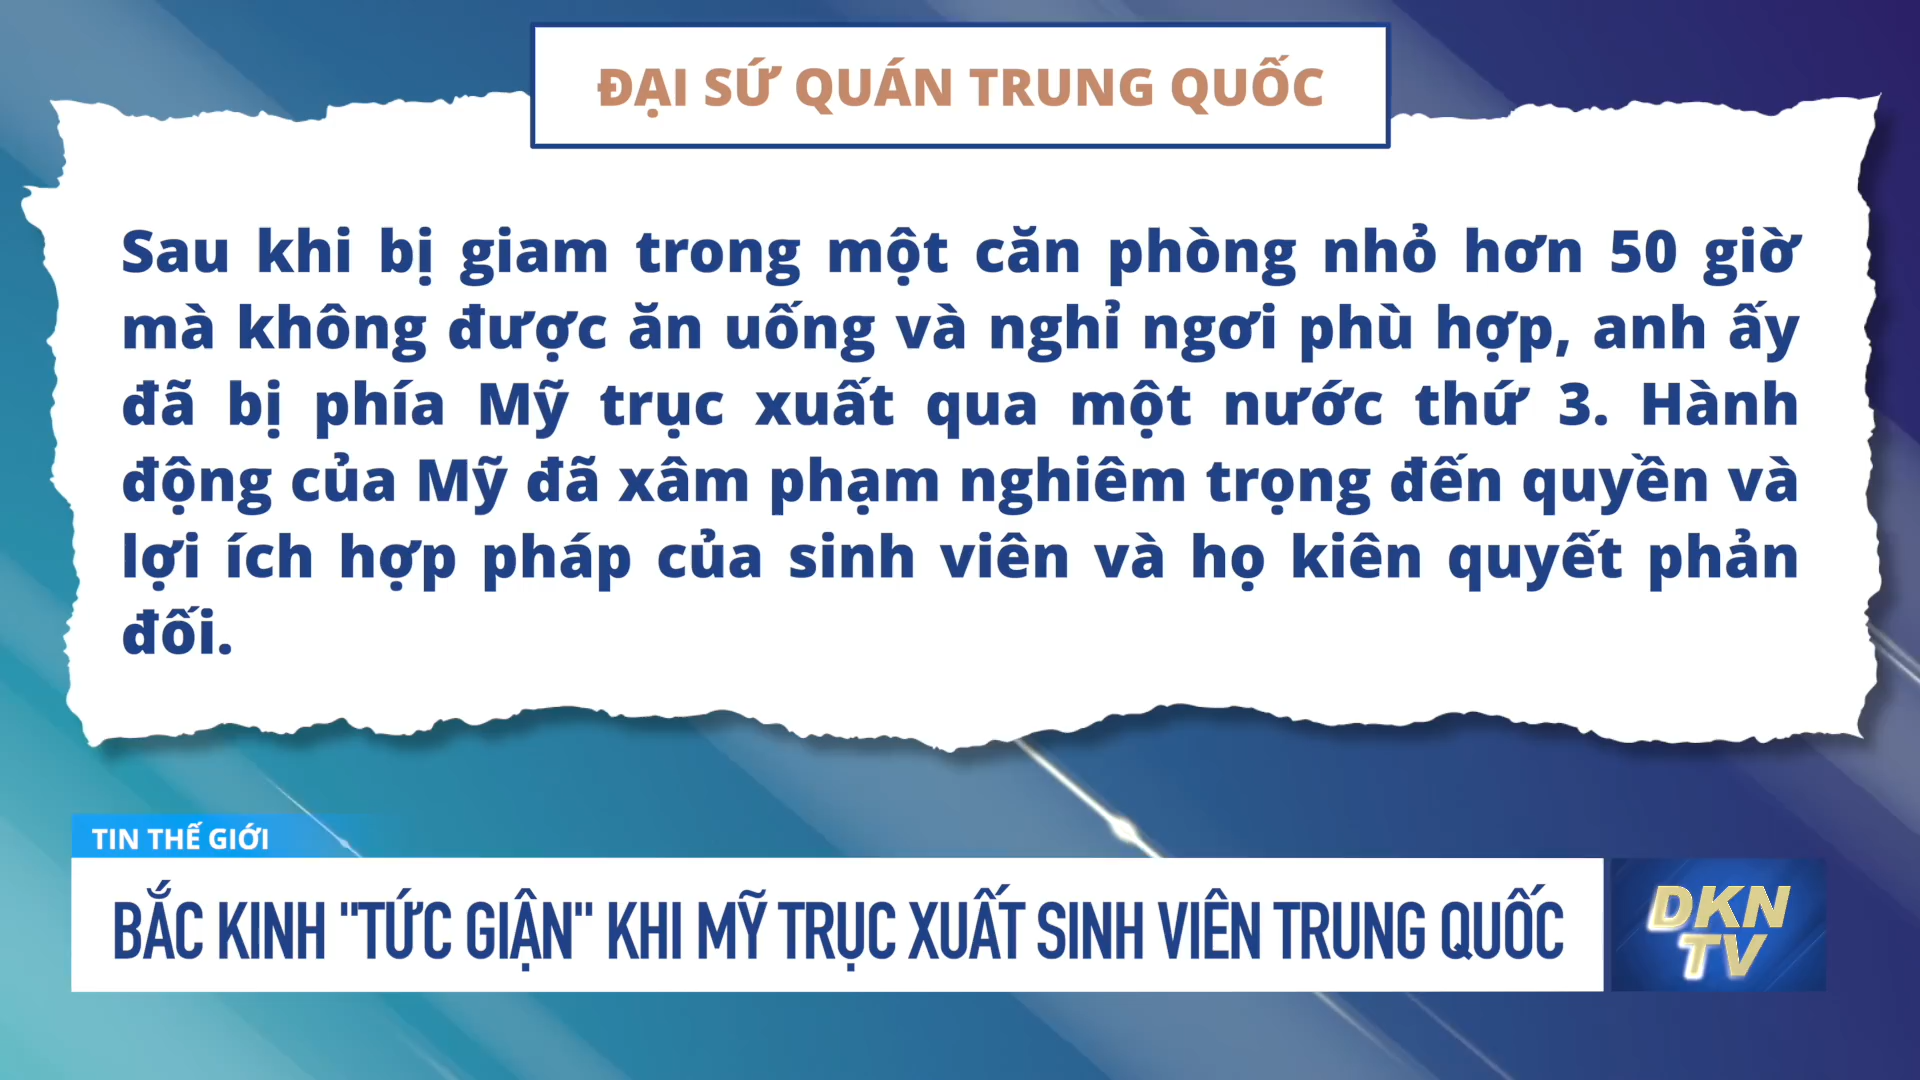 ĐẠI SỨ QUÁN TRUNG QUỐC
Sau khi bị giam trong một căn phòng nhỏ hơn 50 giờ
mà không được ăn uống và nghỉ ngơi phù hợp, anh ấy
đã bị phía Mỹ trục xuất qua một nước thứ 3. Hành
động của Mỹ đã xâm phạm nghiêm trọng đến quyền và
lợi ích hợp pháp của sinh viên và họ kiên quyết phản
đối.
TIN THẾ GIỚI
BẮC KINH "TỨC GIẬN" KHI MỸ TRỤC XUẤT SINH VIÊN TRUNG QUỐC
DKN
TV